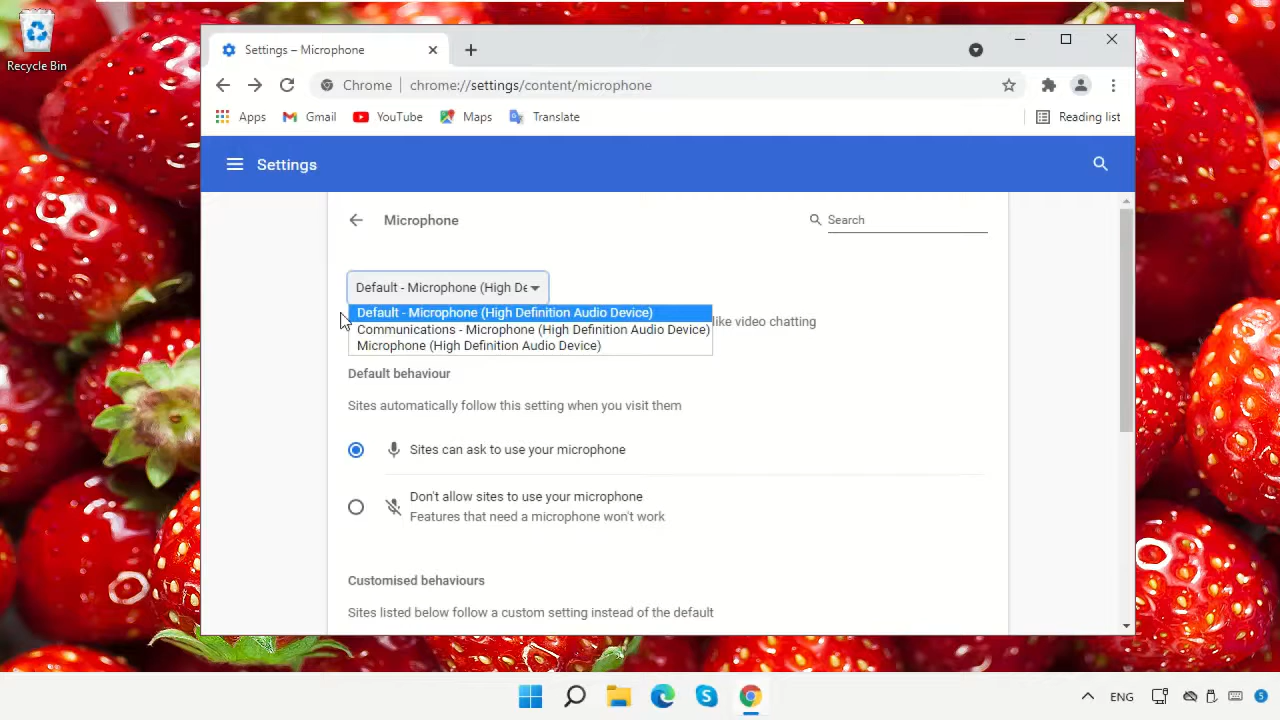 Recycle Bin
Settings – Microphone
Chrome chrome://settings/content/microphone
Apps Gmail YouTube Maps Translate Reading list
Settings
Microphone Search
Default - Microphone (High De
Default - Microphone (High Definition Audio Device)
Communications - Microphone (High Definition Audio Device) like video chatting
Microphone (High Definition Audio Device)
Default behaviour
Sites automatically follow this setting when you visit them
Sites can ask to use your microphone
Don't allow sites to use your microphone
Features that need a microphone won't work
Customised behaviours
Sites listed below follow a custom setting instead of the default
ENG 5